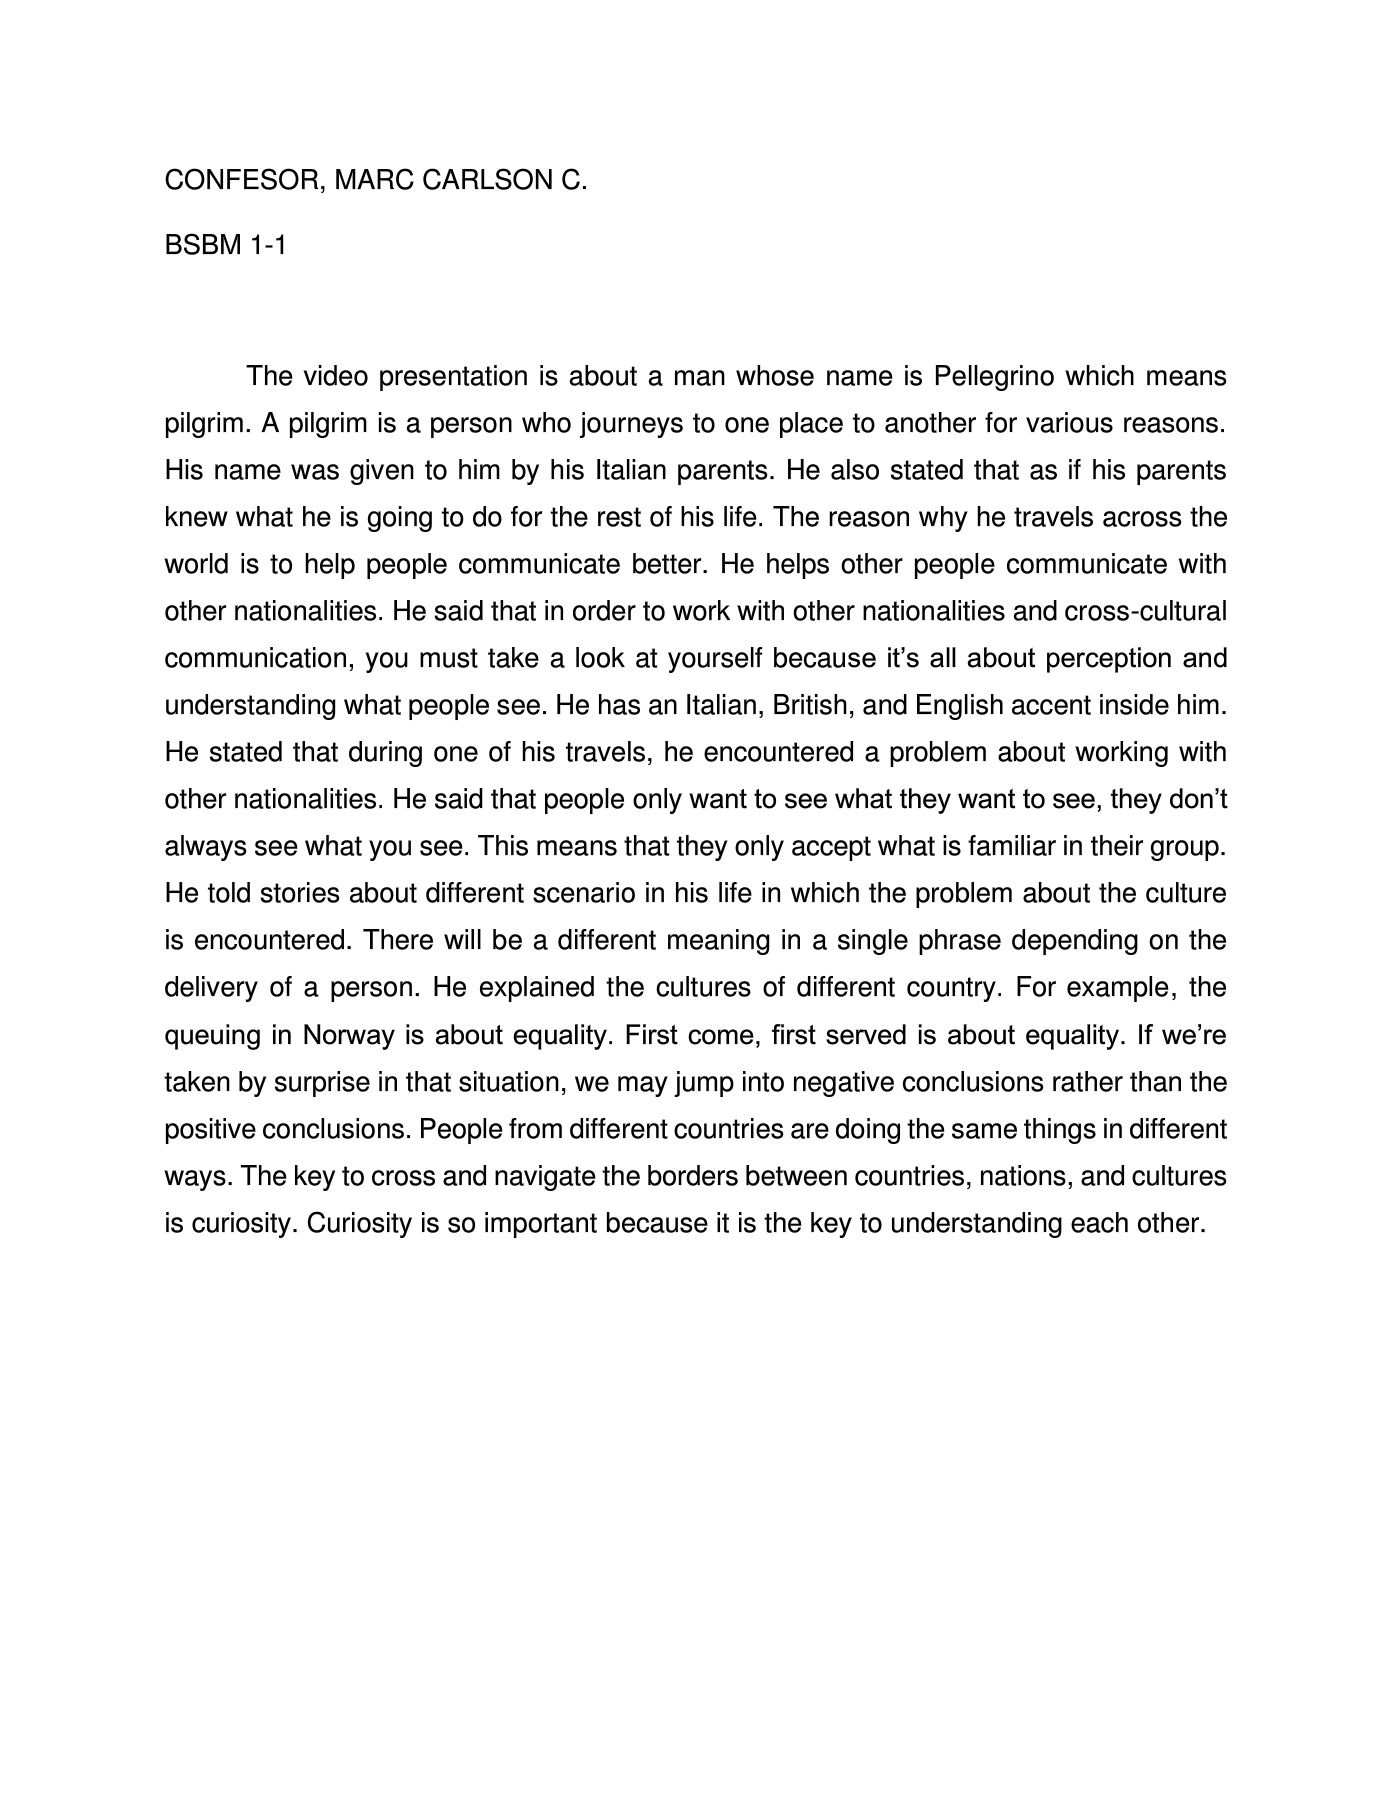 CONFESOR, MARC CARLSON C.
BSBM 1-1
The video presentation is about a man whose name is Pellegrino which means
pilgrim. A pilgrim is a person who journeys to one place to another for various reasons.
His name was given to him by his Italian parents. He also stated that as if his parents
knew what he is going to do for the rest of his life. The reason why he travels across the
world is to help people communicate better. He helps other people communicate with
other nationalities. He said that in order to work with other nationalities and cross-cultural
communication, you must take a look at yourself because it’s all about perception and
understanding what people see. He has an Italian, British, and English accent inside him.
He stated that during one of his travels, he encountered a problem about working with
other nationalities. He said that people only want to see what they want to see, they don’t
always see what you see. This means that they only accept what is familiar in their group.
He told stories about different scenario in his life in which the problem about the culture
is encountered. There will be a different meaning in a single phrase depending on the
delivery of a person. He explained the cultures of different country. For example, the
queuing in Norway is about equality. First come, first served is about equality. If we’re
taken by surprise in that situation, we may jump into negative conclusions rather than the
positive conclusions. People from different countries are doing the same things in different
ways. The key to cross and navigate the borders between countries, nations, and cultures
is curiosity. Curiosity is so important because it is the key to understanding each other.